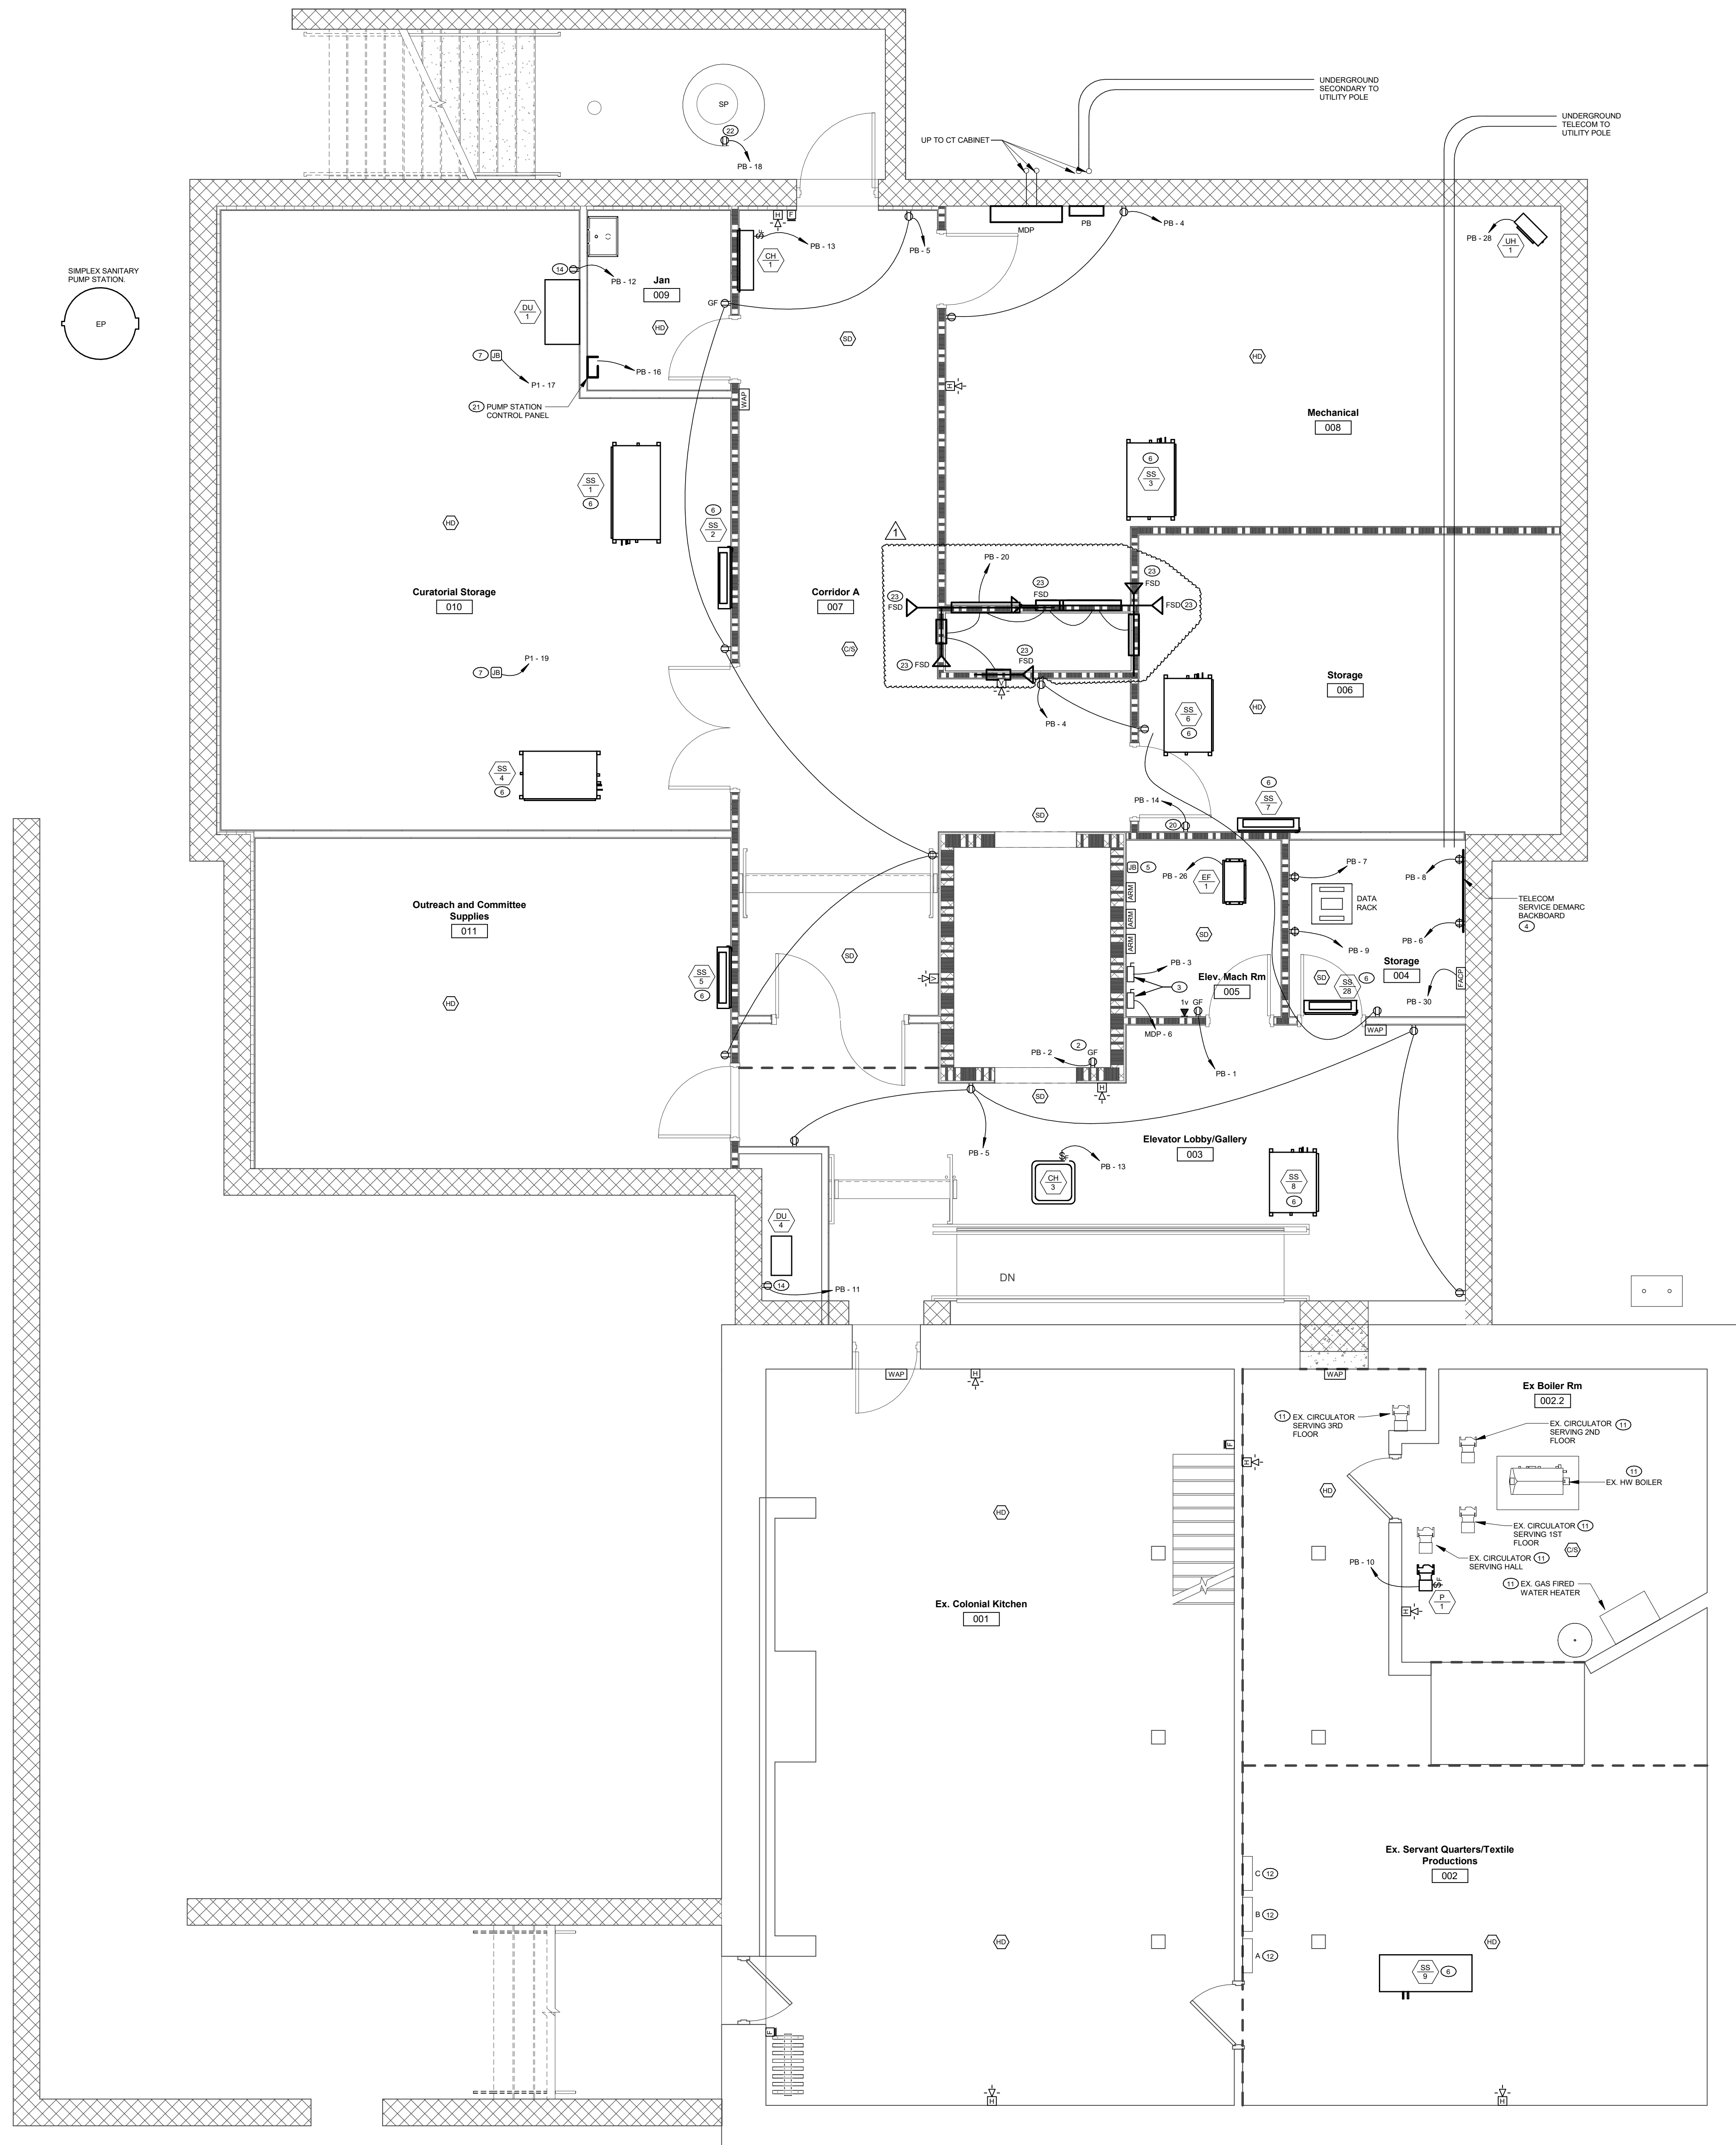 UNDERGROUND
SECONDARY TO
UTILITY POLE
SP
22
PB - 18
UP TO CT CABINET
UNDERGROUND
TELECOM TO
UTILITY POLE
SIMPLEX SANITARY
PUMP STATION.
EP
H
F
F
PB - 13
CH
1
PB - 5
MDP
PB
PB - 4
PB - 28
UH
1
14
PB - 12
Jan
009
DU
1
GF
HD
SD
HD
7
JB
P1 - 17
PB - 16
21
PUMP STATION
CONTROL PANEL
WAP
H
Mechanical
008
SS
1
6
6
SS
2
6
SS
3
HD
1
PB - 20
Curatorial Storage
010
Corridor A
007
23
FSD
23
FSD
23
FSD
FSD
23
23
FSD
23
FSD
V
C/S
7
JB
P1 - 19
PB - 4
Storage
006
HD
SS
6
6
SS
4
6
6
SS
7
PB - 14
20
SD
JB
5
PB - 26
EF
1
PB - 7
PB - 8
DATA
RACK
TELECOM
SERVICE DEMARC
BACKBOARD
4
Outreach and Committee
Supplies
011
ARM
ARM
ARM
SD
PB - 6
PB - 9
SS
5
6
SD
V
PB - 3
3
Elev. Mach Rm
005
Storage
004
SD
SS
28
6
FACP
PB - 30
HD
1v
GF
MDP - 6
WAP
2
GF
PB - 2
PB - 1
H
SD
PB - 5
F
PB - 13
CH
3
Elevator Lobby/Gallery
003
SS
8
6
DU
4
14
PB - 11
DN
WAP
H
WAP
Ex Boiler Rm
002.2
11
EX. CIRCULATOR
SERVING 3RD
FLOOR
EX. CIRCULATOR
11
SERVING 2ND
FLOOR
F
H
11
EX. HW BOILER
HD
HD
EX. CIRCULATOR
11
SERVING 1ST
FLOOR
C/S
EX. CIRCULATOR
11
SERVING HALL
PB - 10
F
P
1
11
EX. GAS FIRED
WATER HEATER
H
Ex. Colonial Kitchen
001
Ex. Servant Quarters/Textile
Productions
002
C
12
B
12
A
12
HD
HD
SS
9
6
F
H
H